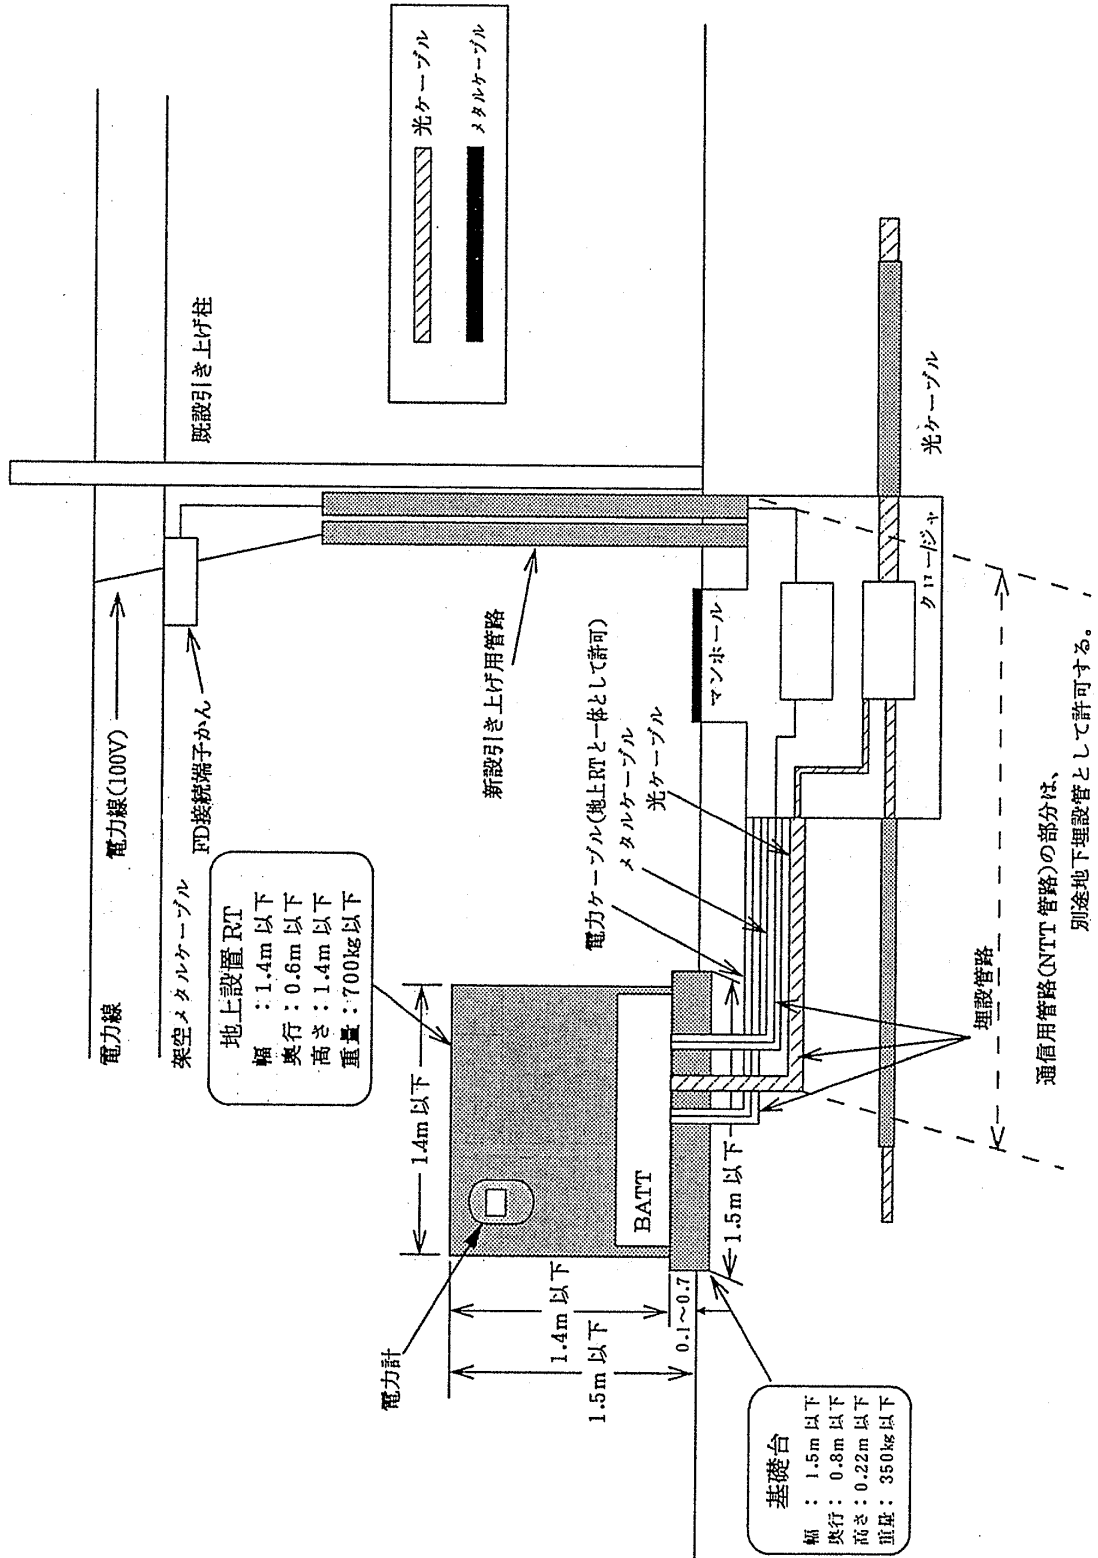 電力線
電力線(100V)
架空メタルケーブル
FD接続端子かん
既設引き上げ柱
光ケーブル
メタルケーブル
地上設置RT
幅 :1.4m以下
奥行:0.6m以下
高さ:1.4m以下
重量:700kg以下
新設引き上げ用管路
電力計
1.4m以下
1.4m以下
1.5m以下
BATT
0.1~0.7
1.5m以下
電力ケーブル(地上RTと一体として許可)
メタルケーブル
光ケーブル
マンホール
クロージャ
光ケーブル
基礎台
幅 : 1.5m以下
奥行: 0.8m以下
高さ:0.22m以下
重量: 350kg以下
埋設管路
通信用管路(NTT管路)の部分は、
別途地下埋設管として許可する。